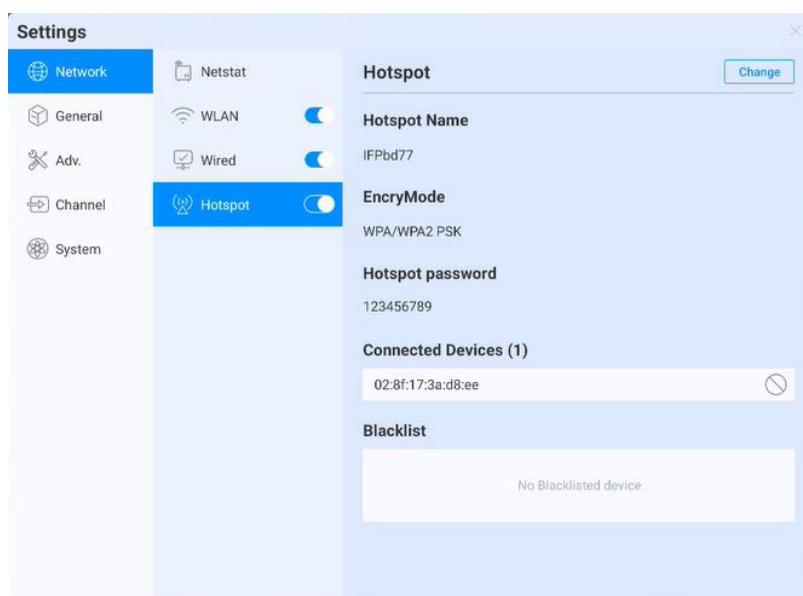 Settings
Network
General
Adv.
Channel
System
Netstat
WLAN
Wired
Hotspot
Hotspot
Change
Hotspot Name
IFPbd77
EncryMode
WPA/WPA2 PSK
Hotspot password
123456789
Connected Devices (1)
02:8f:17:3a:d8:ee
Blacklist
No Blacklisted device